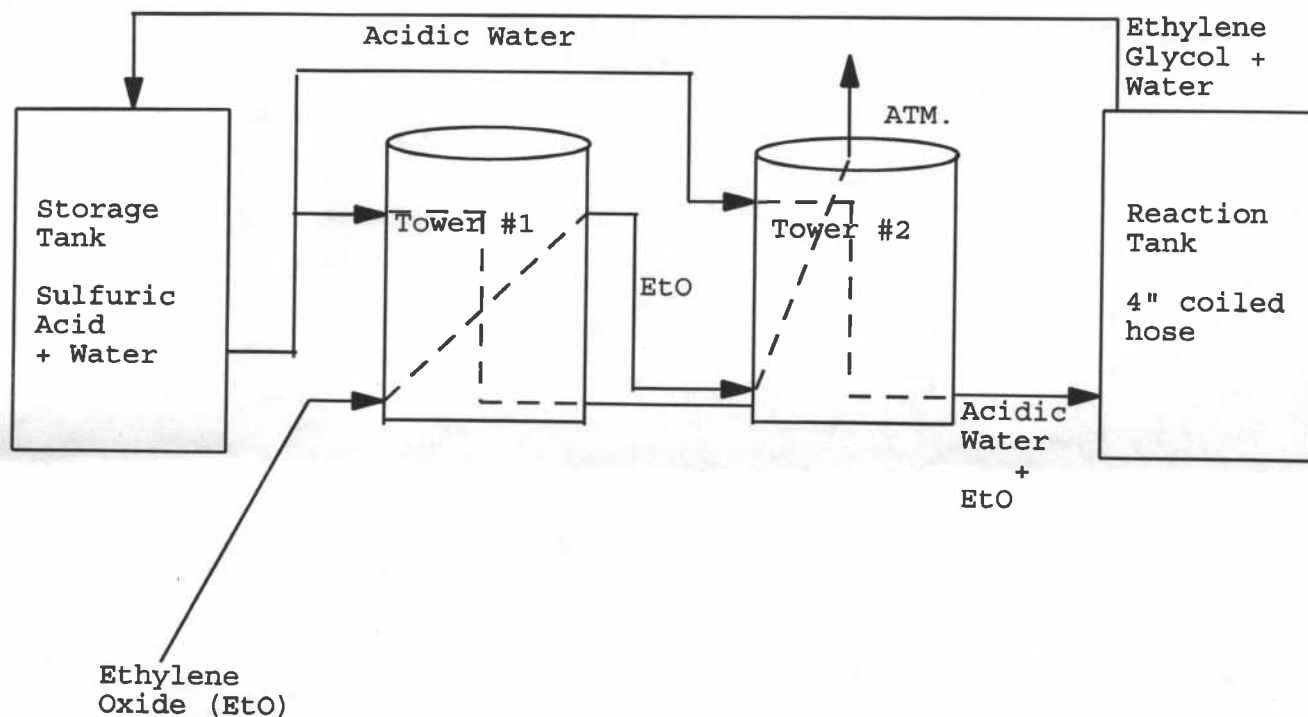 Acidic Water
Ethylene
Glycol +
Water
ATM.
Storage
Tank
Sulfuric
Acid
+ Water
Tower #1
EtO
Tower #2
Reaction
Tank
4" coiled
hose
Acidic
Water
+
EtO
Ethylene
Oxide (EtO)